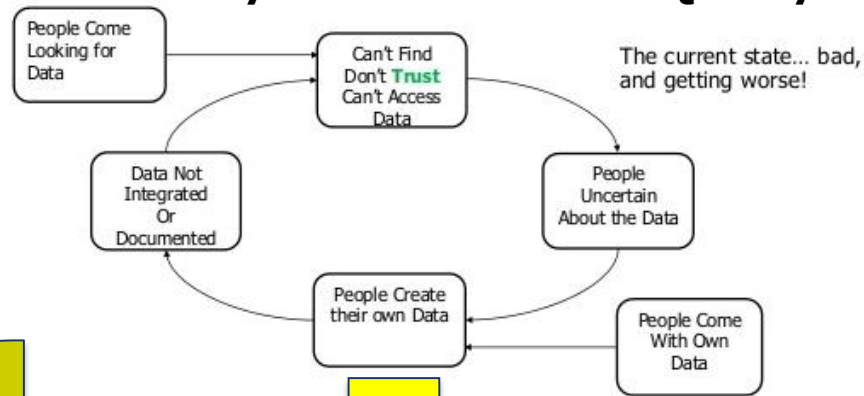 People Come
Looking for
Data
Can't Find
Don't Trust
Can't Access
Data
The current state... bad,
and getting worse!
Data Not
Integrated
Or
Documented
People
Uncertain
About the Data
People Create
their own Data
People Come
With Own
Data